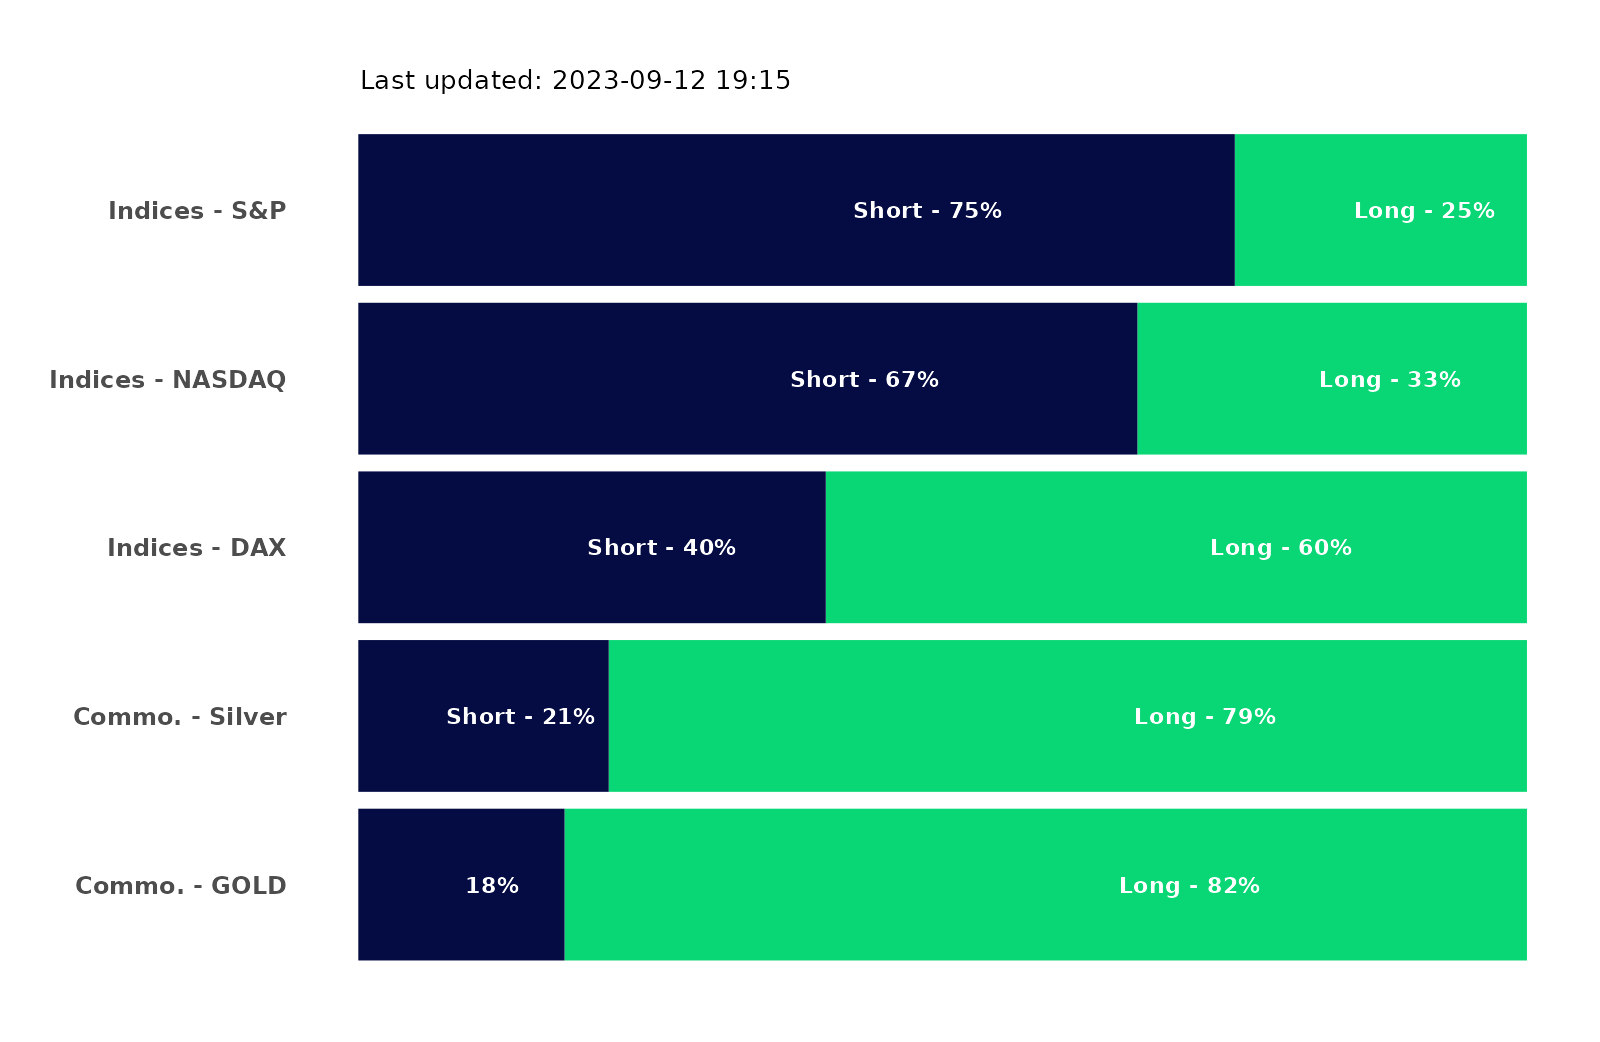 Last updated: 2023-09-12 19:15
Indices - S&P
Short - 75%
Long - 25%
Indices - NASDAQ
Short - 67%
Long - 33%
Indices - DAX
Short - 40%
Long - 60%
Commo. - Silver
Short - 21%
Long - 79%
Commo. - GOLD
18%
Long - 82%